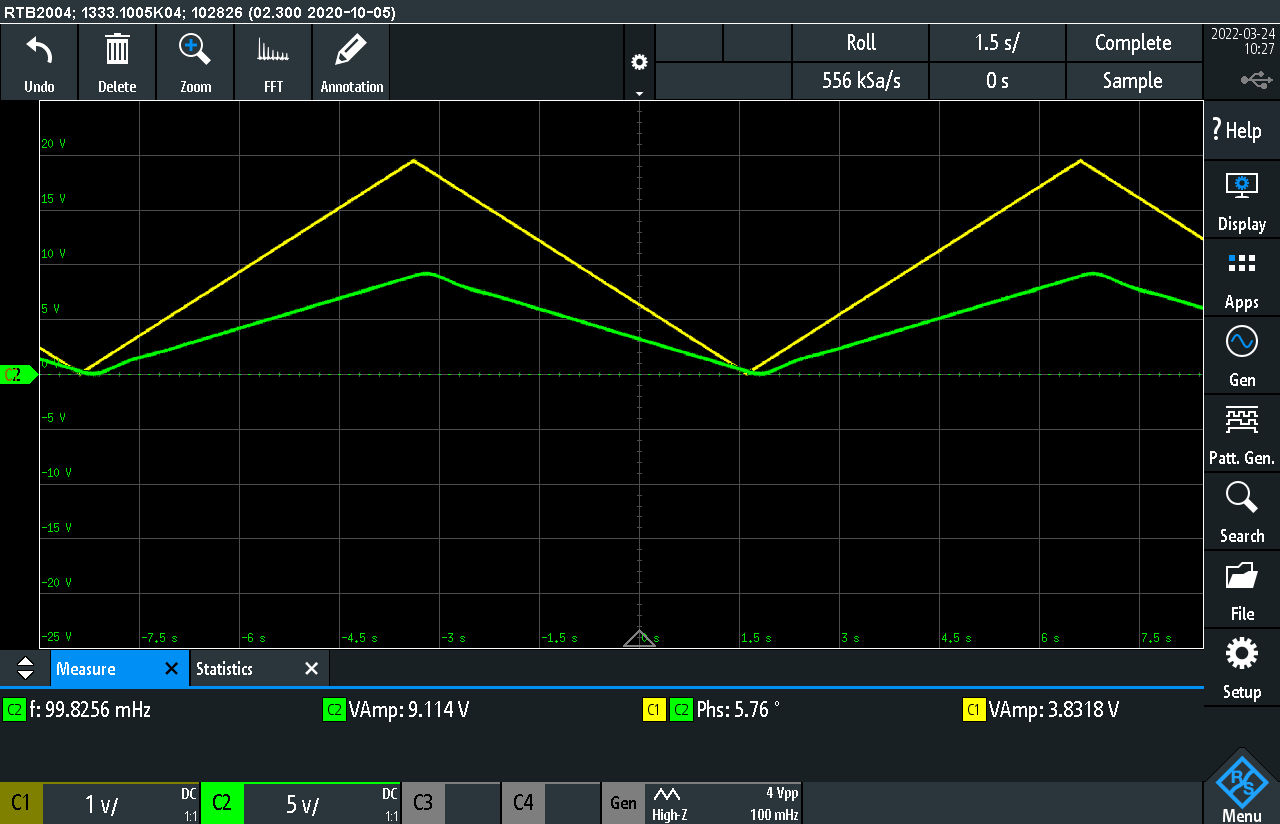 RTB2004; 1333.1005K04; 102826 (02.300 2020-10-05)
Undo
Delete
Zoom
FFT
Annotation
Roll
1.5 s/
Complete
556 kSa/s
0 s
Sample
2022-03-24
10:27
? Help
Display
Apps
Gen
Patt. Gen.
Search
File
Setup
Menu
20 V
15 V
10 V
5 V
0 V
-5 V
-10 V
-15 V
-20 V
-25 V
C2
-7.5 s
-6 s
-4.5 s
-3 s
-1.5 s
0 s
1.5 s
3 s
4.5 s
6 s
7.5 s
Measure
Statistics
C2 f: 99.8256 mHz
C2 VAmp: 9.114 V
C1 C2 Phs: 5.76 °
C1 VAmp: 3.8318 V
C1
1 V/
DC
1:1
C2
5 V/
DC
1:1
C3
C4
Gen
High-Z
4 Vpp
100 mHz
R&S